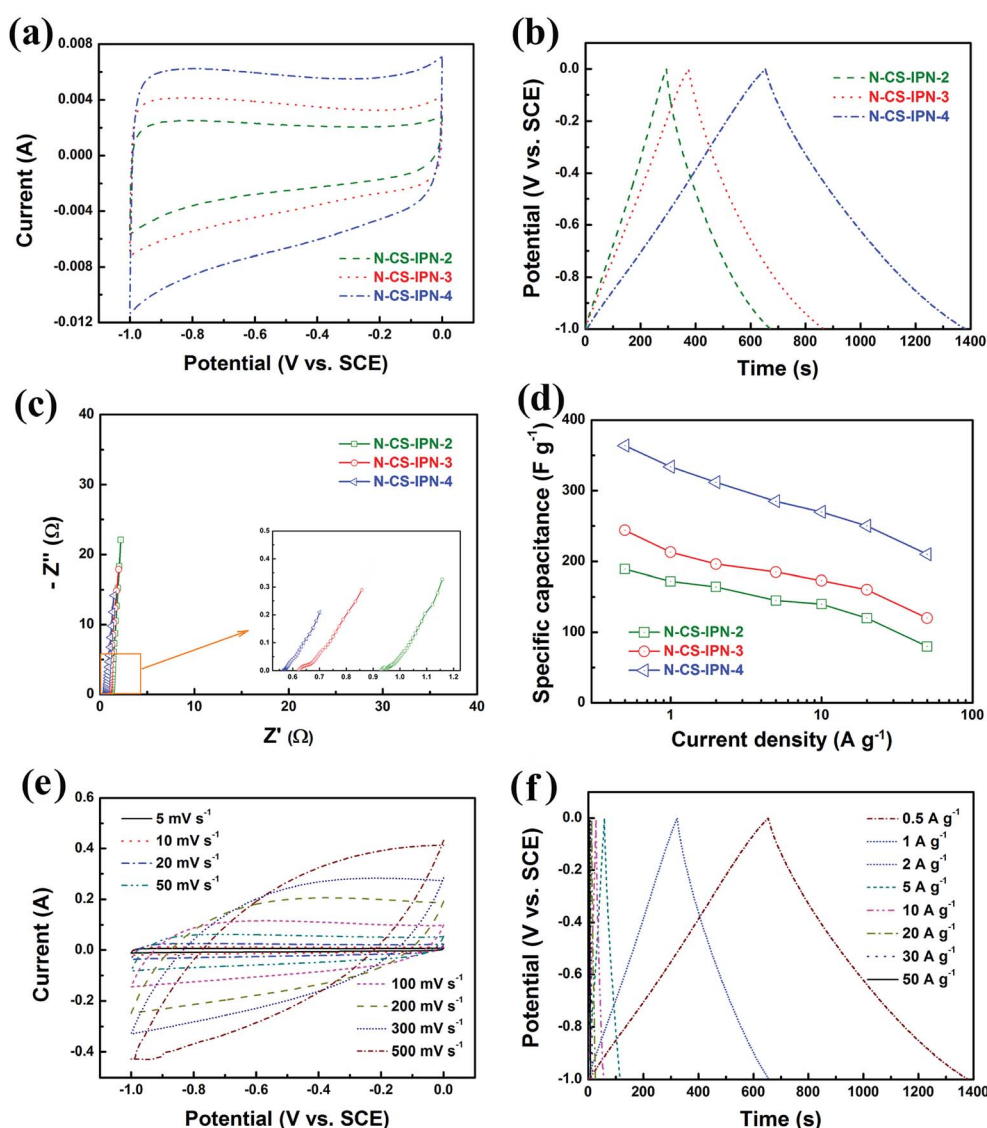 (a)
0.008
0.004
0.000
-0.004
-0.008
-0.012
-1.0 -0.8 -0.6 -0.4 -0.2 0.0
Current (A)
Potential (V vs. SCE)
N-CS-IPN-2
N-CS-IPN-3
N-CS-IPN-4
(b)
0.0
-0.2
-0.4
-0.6
-0.8
-1.0
0 200 400 600 800 1000 1200 1400
Potential (V vs. SCE)
Time (s)
N-CS-IPN-2
N-CS-IPN-3
N-CS-IPN-4
(c)
40
30
20
10
0
0 10 20 30 40
- Z'' (Ω)
Z' (Ω)
N-CS-IPN-2
N-CS-IPN-3
N-CS-IPN-4
0.5
0.4
0.3
0.2
0.1
0.0
0.6 0.7 0.8 0.9 1.0 1.1 1.2
(d)
400
300
200
100
0
1 10 100
Specific capacitance (F g⁻¹)
Current density (A g⁻¹)
N-CS-IPN-2
N-CS-IPN-3
N-CS-IPN-4
(e)
0.6
0.4
0.2
0.0
-0.2
-0.4
-1.0 -0.8 -0.6 -0.4 -0.2 0.0
Current (A)
Potential (V vs. SCE)
5 mV s⁻¹
10 mV s⁻¹
20 mV s⁻¹
50 mV s⁻¹
100 mV s⁻¹
200 mV s⁻¹
300 mV s⁻¹
500 mV s⁻¹
(f)
0.0
-0.2
-0.4
-0.6
-0.8
-1.0
0 200 400 600 800 1000 1200 1400
Potential (V vs. SCE)
Time (s)
0.5 A g⁻¹
1 A g⁻¹
2 A g⁻¹
5 A g⁻¹
10 A g⁻¹
20 A g⁻¹
30 A g⁻¹
50 A g⁻¹